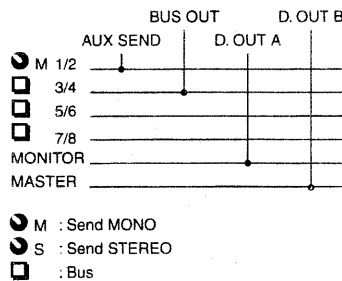 BUS OUT D. OUT B
AUX SEND D. OUT A
M 1/2
3/4
5/6
7/8
MONITOR
MASTER
M : Send MONO
S : Send STEREO
: Bus